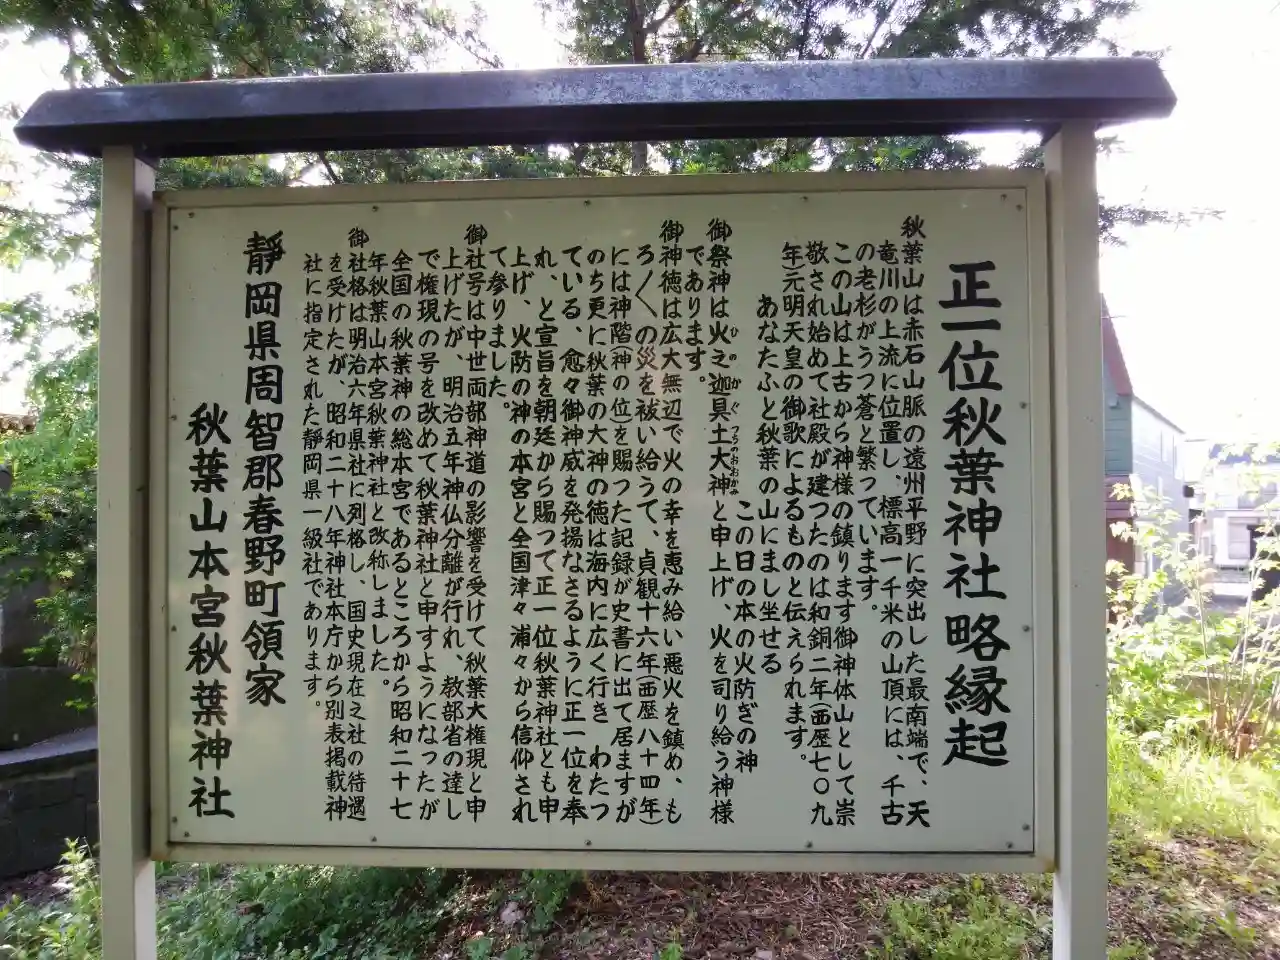 正一位秋葉神社略縁起
秋葉山は赤石山脈の遠州平野に突出した最南端で、天
竜川の上流に位置し、標高一千米の山頂には、千古
の老杉がうつ蒼と繁っています。
この山は上古から神様の鎮ります御神体山として崇
敬され始めて社殿が建ったのは和銅二年(西歴七〇九
年)元明天皇の御歌によるものと伝えられます。
あなたふと秋葉の山にまし坐せる
この日の本の火防ぎの神
御祭神は火之迦具土大神と申上げ、火を司り給う神様
ひのかぐつちのおおかみ
であります。
御神徳は広大無辺で火の幸を恵み給い悪火を鎮め、も
ろ〱の災を祓い給うて、貞観十六年(西歴八十四年)
には神階(神の位)を賜った記録が史書に出て居ますが
のち更に秋葉の大神の徳は海内に広く行き わたつ
ている、愈々御神威を発揚なさるように正一位を奉
れ、と宣旨を朝廷から賜つて正一位秋葉神社とも申
上げ、火防の神の本宮と全国津々浦々から信仰され
て参りました。
御社号は中世両部神道の影響を受けて秋葉大権現と申
上げたが、明治五年神仏分離が行れ、教部省の達し
で権現の号を改めて秋葉神社と申すようになったが
全国の秋葉神の総本宮であるところから昭和二十七
年秋葉山本宮秋葉神社と改称しました。
御社格は明治六年県社に列格し、国史現在之社の待遇
を受けたが、昭和二十八年神社本庁から別表掲載神
社に指定された静岡県一級社であります。
静岡県周智郡春野町領家
秋葉山本宮秋葉神社